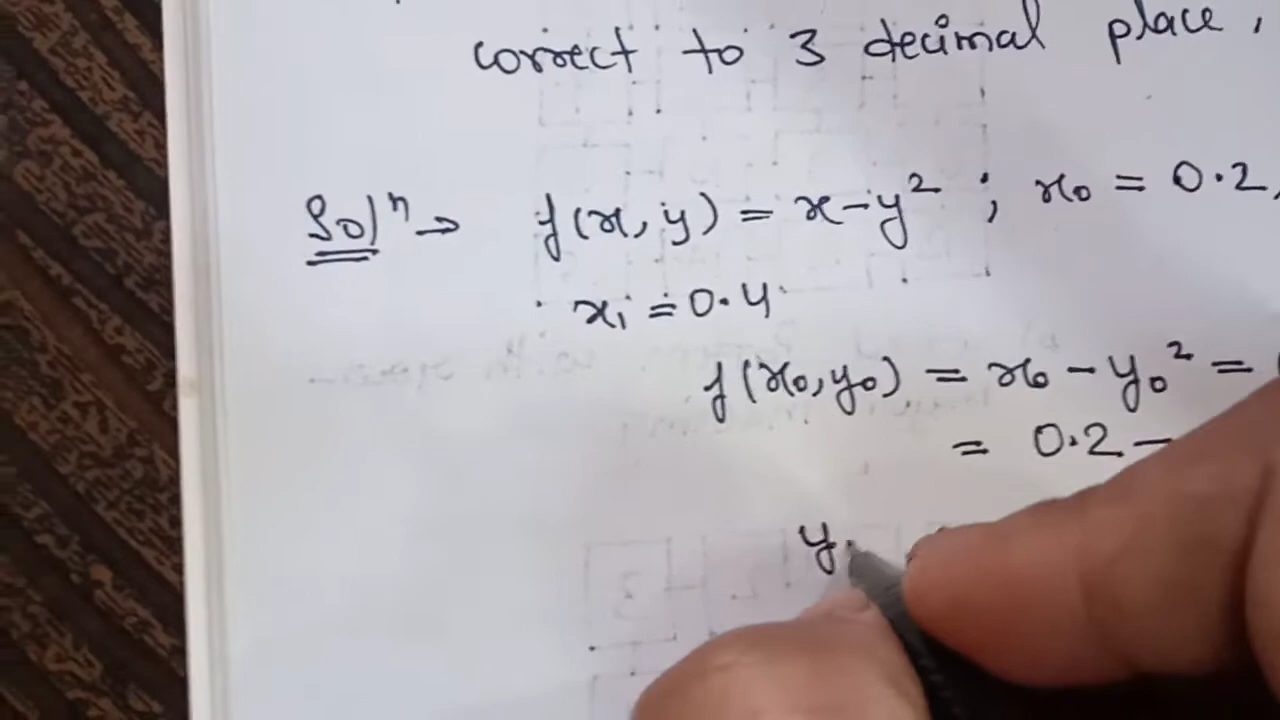 correct to 3 decimal place,
Solⁿ → f(x, y) = x - y² ; x₀ = 0.2,
x₁ = 0.4
f(x₀, y₀) = x₀ - y₀² =
= 0.2 -
y